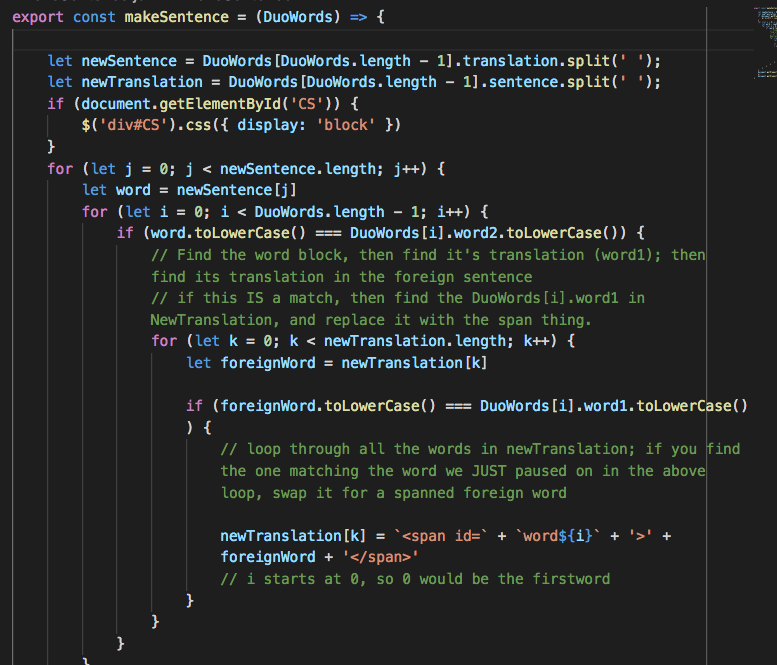 export const makeSentence = (DuoWords) => {
let newSentence = DuoWords[DuoWords.length - 1].translation.split(' ');
let newTranslation = DuoWords[DuoWords.length - 1].sentence.split(' ');
if (document.getElementById('CS')) {
$('div#CS').css({ display: 'block' })
}
for (let j = 0; j < newSentence.length; j++) {
let word = newSentence[j]
for (let i = 0; i < DuoWords.length - 1; i++) {
if (word.toLowerCase() === DuoWords[i].word2.toLowerCase()) {
// Find the word block, then find it's translation (word1); then
find its translation in the foreign sentence
// if this IS a match, then find the DuoWords[i].word1 in
NewTranslation, and replace it with the span thing.
for (let k = 0; k < newTranslation.length; k++) {
let foreignWord = newTranslation[k]
if (foreignWord.toLowerCase() === DuoWords[i].word1.toLowerCase()
) {
// loop through all the words in newTranslation; if you find
the one matching the word we JUST paused on in the above
loop, swap it for a spanned foreign word
newTranslation[k] = `<span id=` + `word${i}` + '>' +
foreignWord + '</span>'
// i starts at 0, so 0 would be the firstword
}
}
}
}